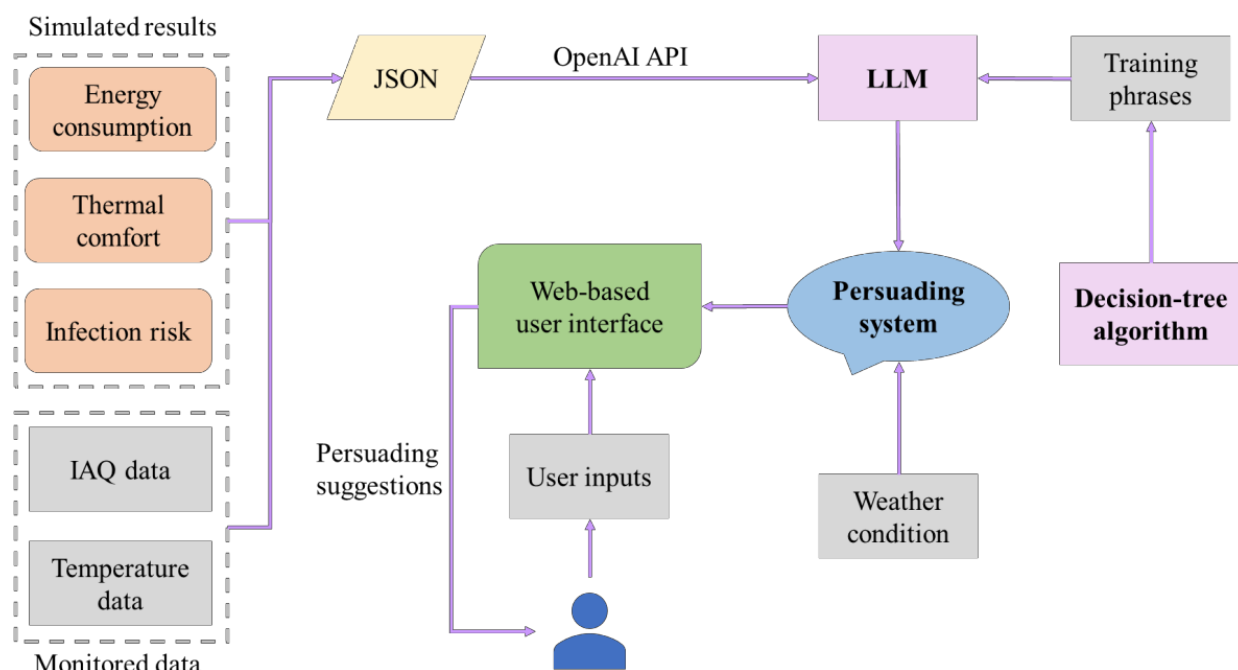 Simulated results
Energy
consumption
Thermal
comfort
Infection risk
IAQ data
Temperature
data
Monitored data
JSON
OpenAI API
LLM
Training
phrases
Decision-tree
algorithm
Persuading
system
Web-based
user interface
Persuading
suggestions
User inputs
Weather
condition